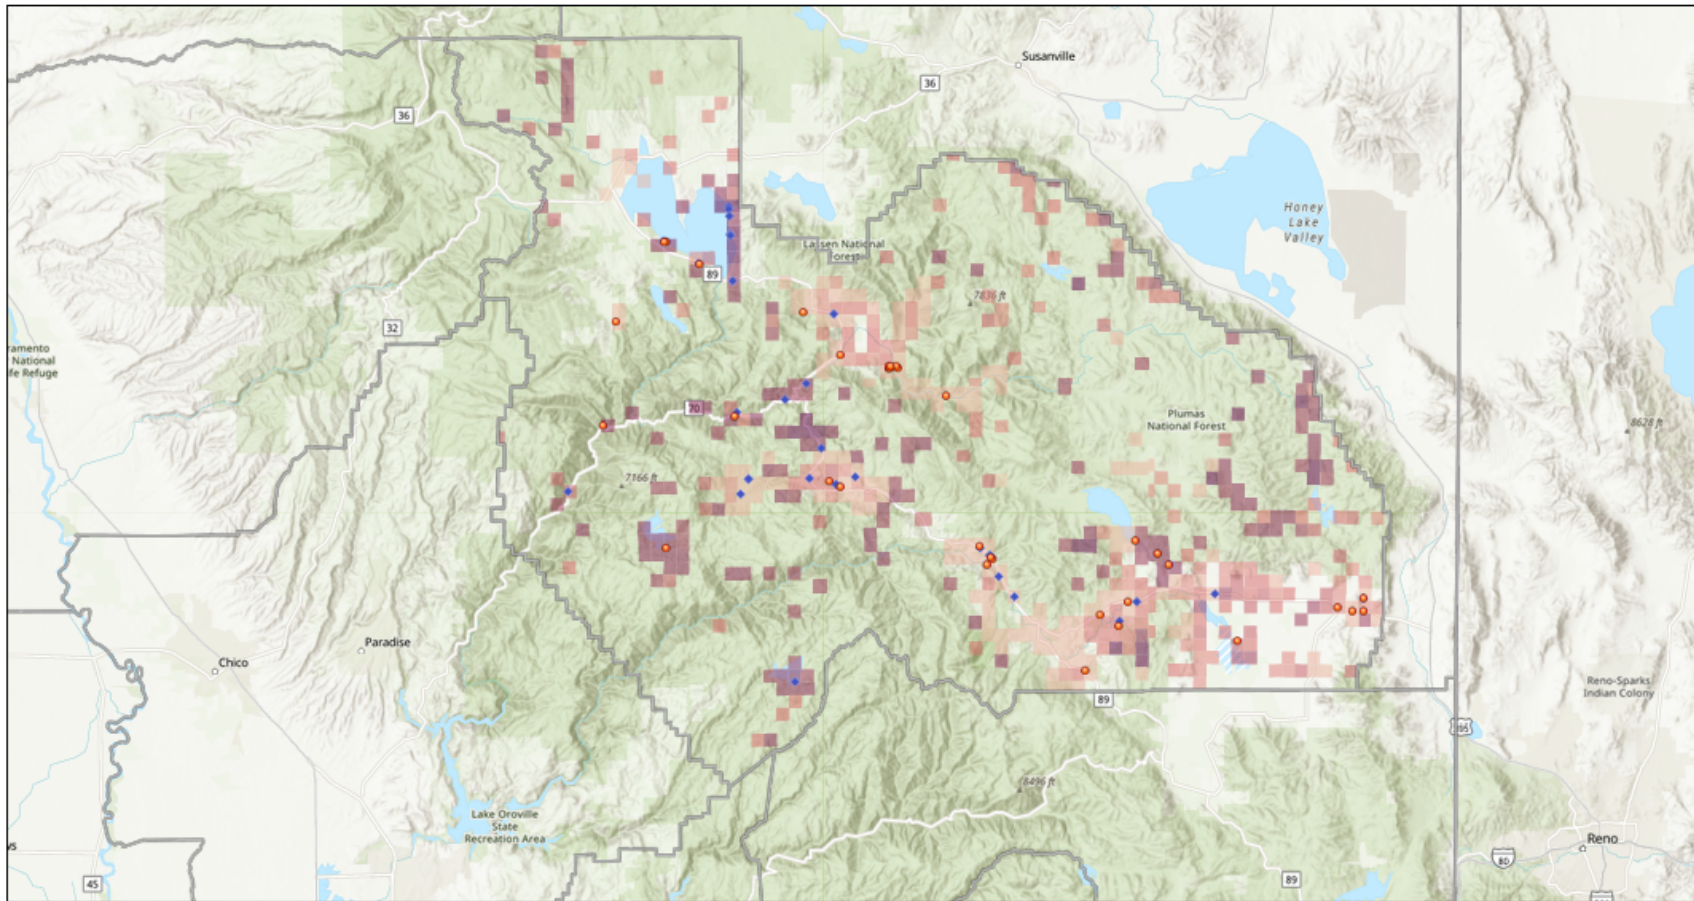 Susanville
36
36
Honey
Lake
Valley
Lassen National
Forest
89
7836 ft
32
ramento
National
fe Refuge
70
Plumas
National Forest
8628 ft
7166 ft
Paradise
Chico
Reno-Sparks
Indian Colony
89
395
8496 ft
Lake Oroville
State
Recreation Area
Reno
ws
80
45
89